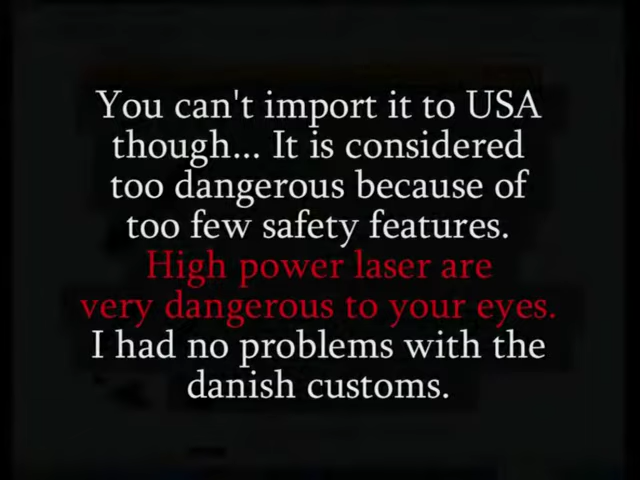 You can't import it to USA
though... It is considered
too dangerous because of
too few safety features.
High power laser are
very dangerous to your eyes.
I had no problems with the
danish customs.